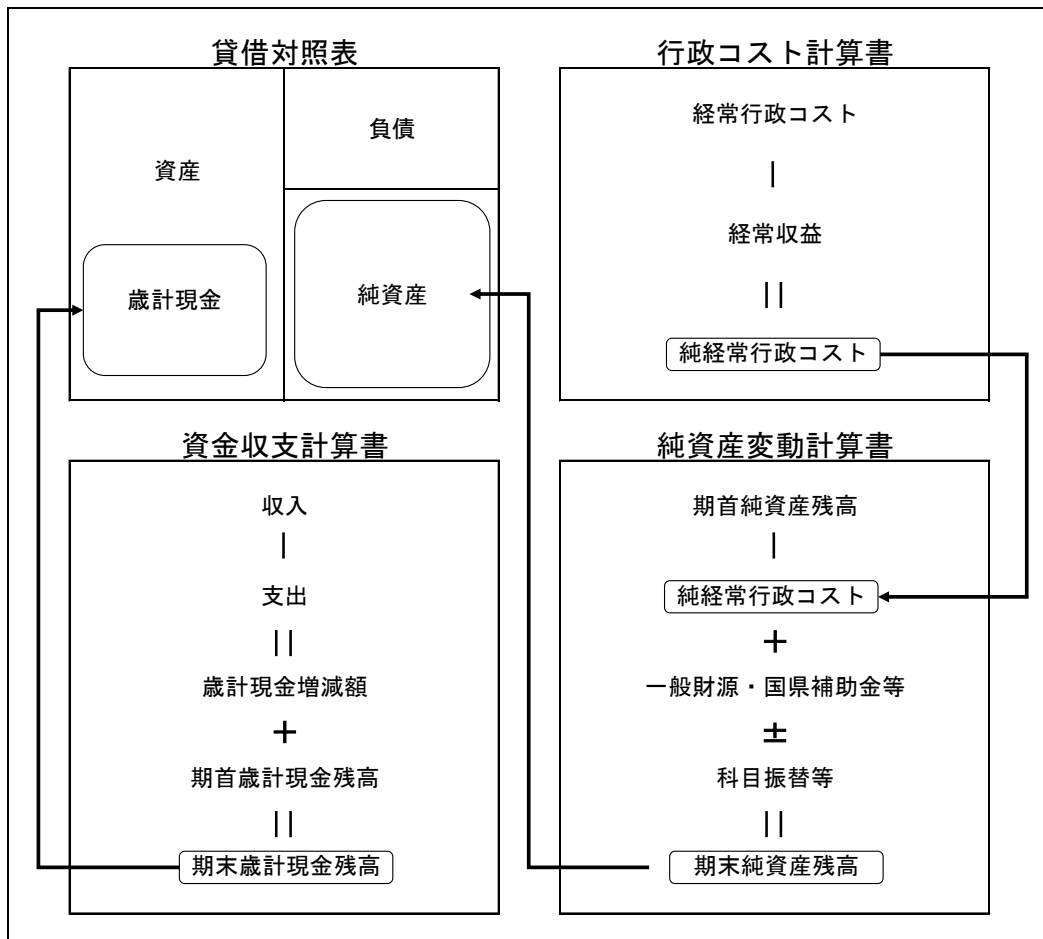 貸借対照表
資産
負債
歳計現金
純資産
行政コスト計算書
経常行政コスト
－
経常収益
||
純経常行政コスト
資金収支計算書
収入
－
支出
||
歳計現金増減額
＋
期首歳計現金残高
||
期末歳計現金残高
純資産変動計算書
期首純資産残高
－
純経常行政コスト
＋
一般財源・国県補助金等
±
科目振替等
||
期末純資産残高